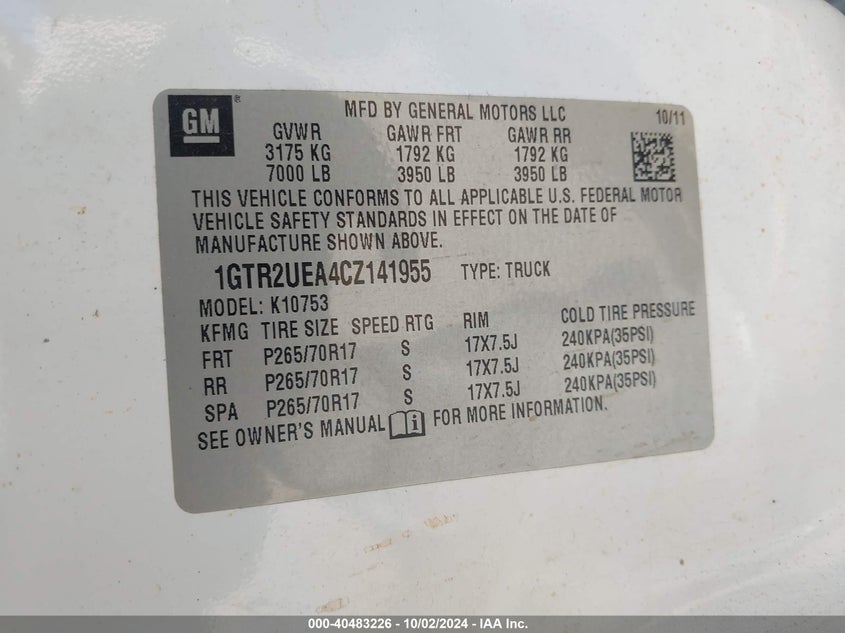 GM ®
MFD BY GENERAL MOTORS LLC 10/11
GVWR GAWR FRT GAWR RR
3175 KG 1792 KG 1792 KG
7000 LB 3950 LB 3950 LB
THIS VEHICLE CONFORMS TO ALL APPLICABLE U.S. FEDERAL MOTOR
VEHICLE SAFETY STANDARDS IN EFFECT ON THE DATE OF
MANUFACTURE SHOWN ABOVE.
1GTR2UEA4CZ141955 TYPE: TRUCK
MODEL: K10753
KFMG TIRE SIZE SPEED RTG RIM COLD TIRE PRESSURE
FRT P265/70R17 S 17X7.5J 240KPA(35PSI)
RR P265/70R17 S 17X7.5J 240KPA(35PSI)
SPA P265/70R17 S 17X7.5J 240KPA(35PSI)
SEE OWNER'S MANUAL i FOR MORE INFORMATION.
000-40483226 - 10/02/2024 - IAA Inc.